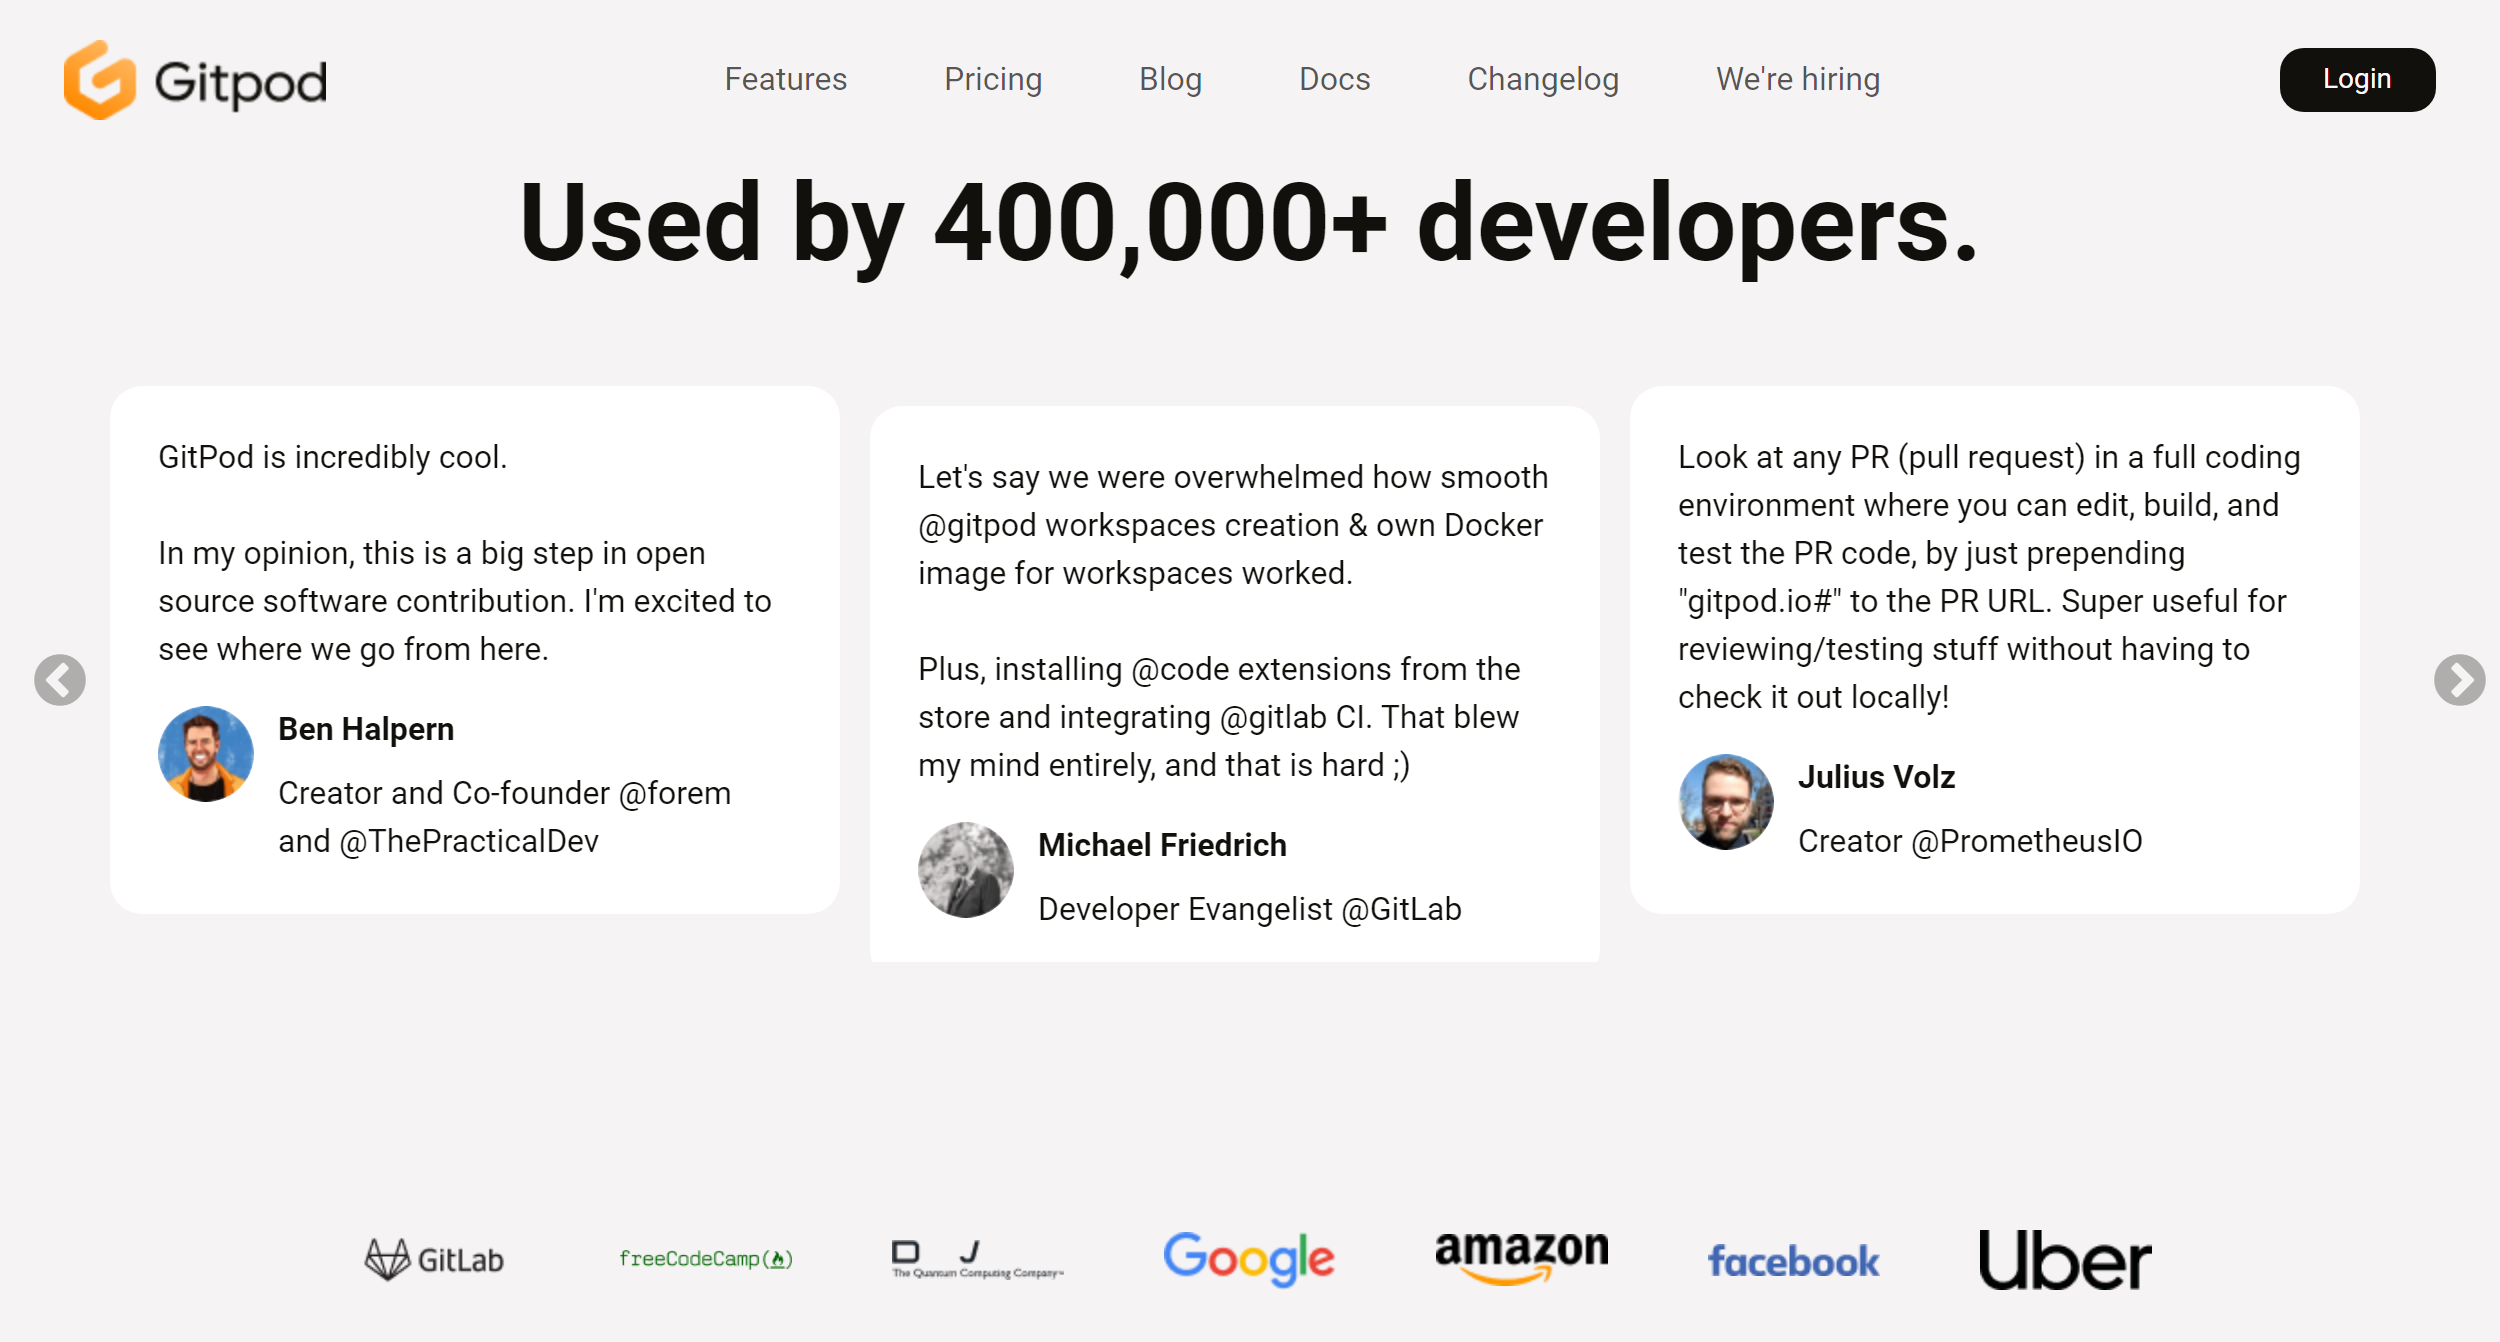 Gitpod
Features Pricing Blog Docs Changelog We're hiring Login
Used by 400,000+ developers.
GitPod is incredibly cool.
In my opinion, this is a big step in open
source software contribution. I'm excited to
see where we go from here.
Ben Halpern
Creator and Co-founder @forem
and @ThePracticalDev
Let's say we were overwhelmed how smooth
@gitpod workspaces creation & own Docker
image for workspaces worked.
Plus, installing @code extensions from the
store and integrating @gitlab CI. That blew
my mind entirely, and that is hard ;)
Michael Friedrich
Developer Evangelist @GitLab
Look at any PR (pull request) in a full coding
environment where you can edit, build, and
test the PR code, by just prepending
"gitpod.io#" to the PR URL. Super useful for
reviewing/testing stuff without having to
check it out locally!
Julius Volz
Creator @PrometheusIO
GitLab
freeCodeCamp
D J
The Quantum Computing Company™
Google
amazon
facebook
Uber